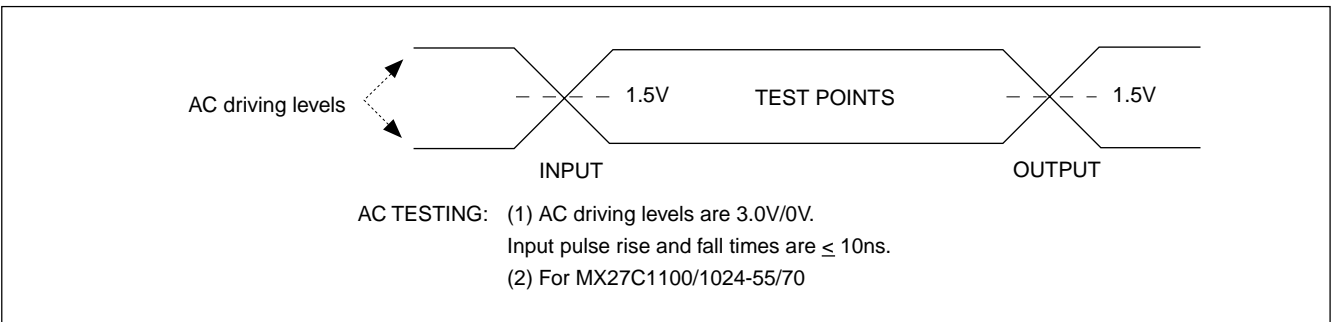 AC driving levels
1.5V
TEST POINTS
1.5V
INPUT
OUTPUT
AC TESTING: (1) AC driving levels are 3.0V/0V.
Input pulse rise and fall times are ≤ 10ns.
(2) For MX27C1100/1024-55/70